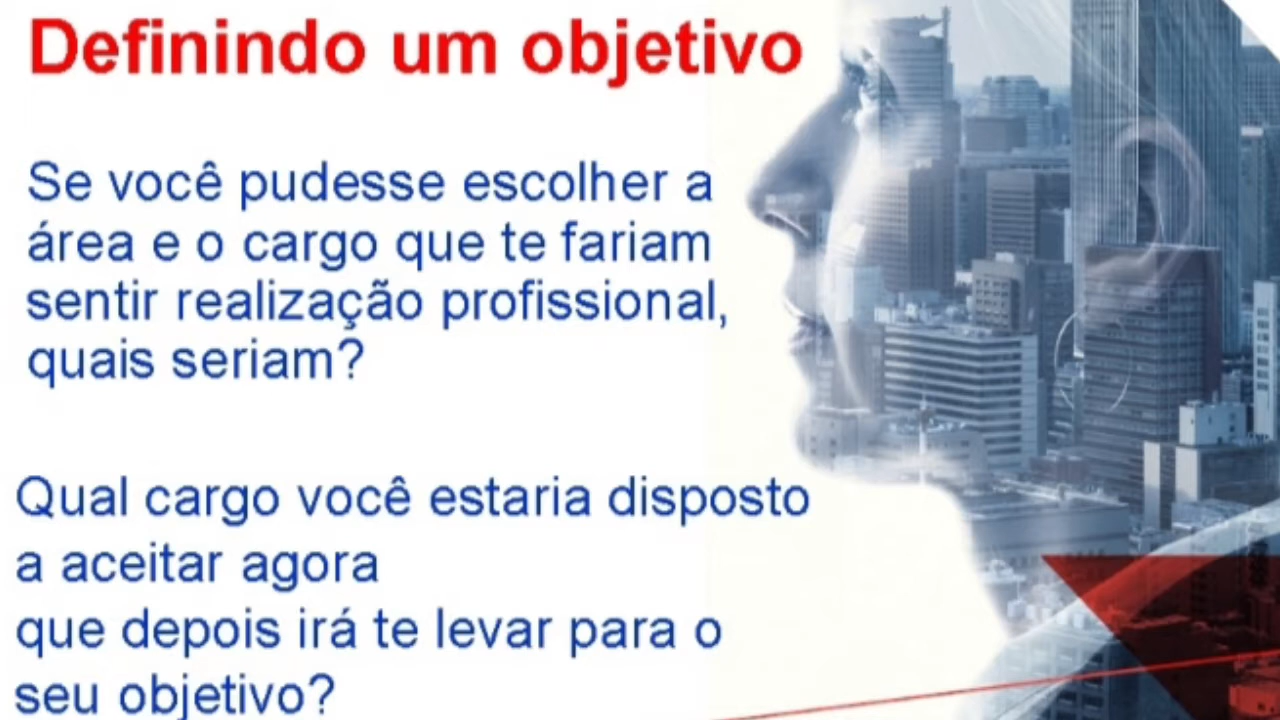 Definindo um objetivo
Se você pudesse escolher a
área e o cargo que te fariam
sentir realização profissional,
quais seriam?
Qual cargo você estaria disposto
a aceitar agora
que depois irá te levar para o
seu objetivo?